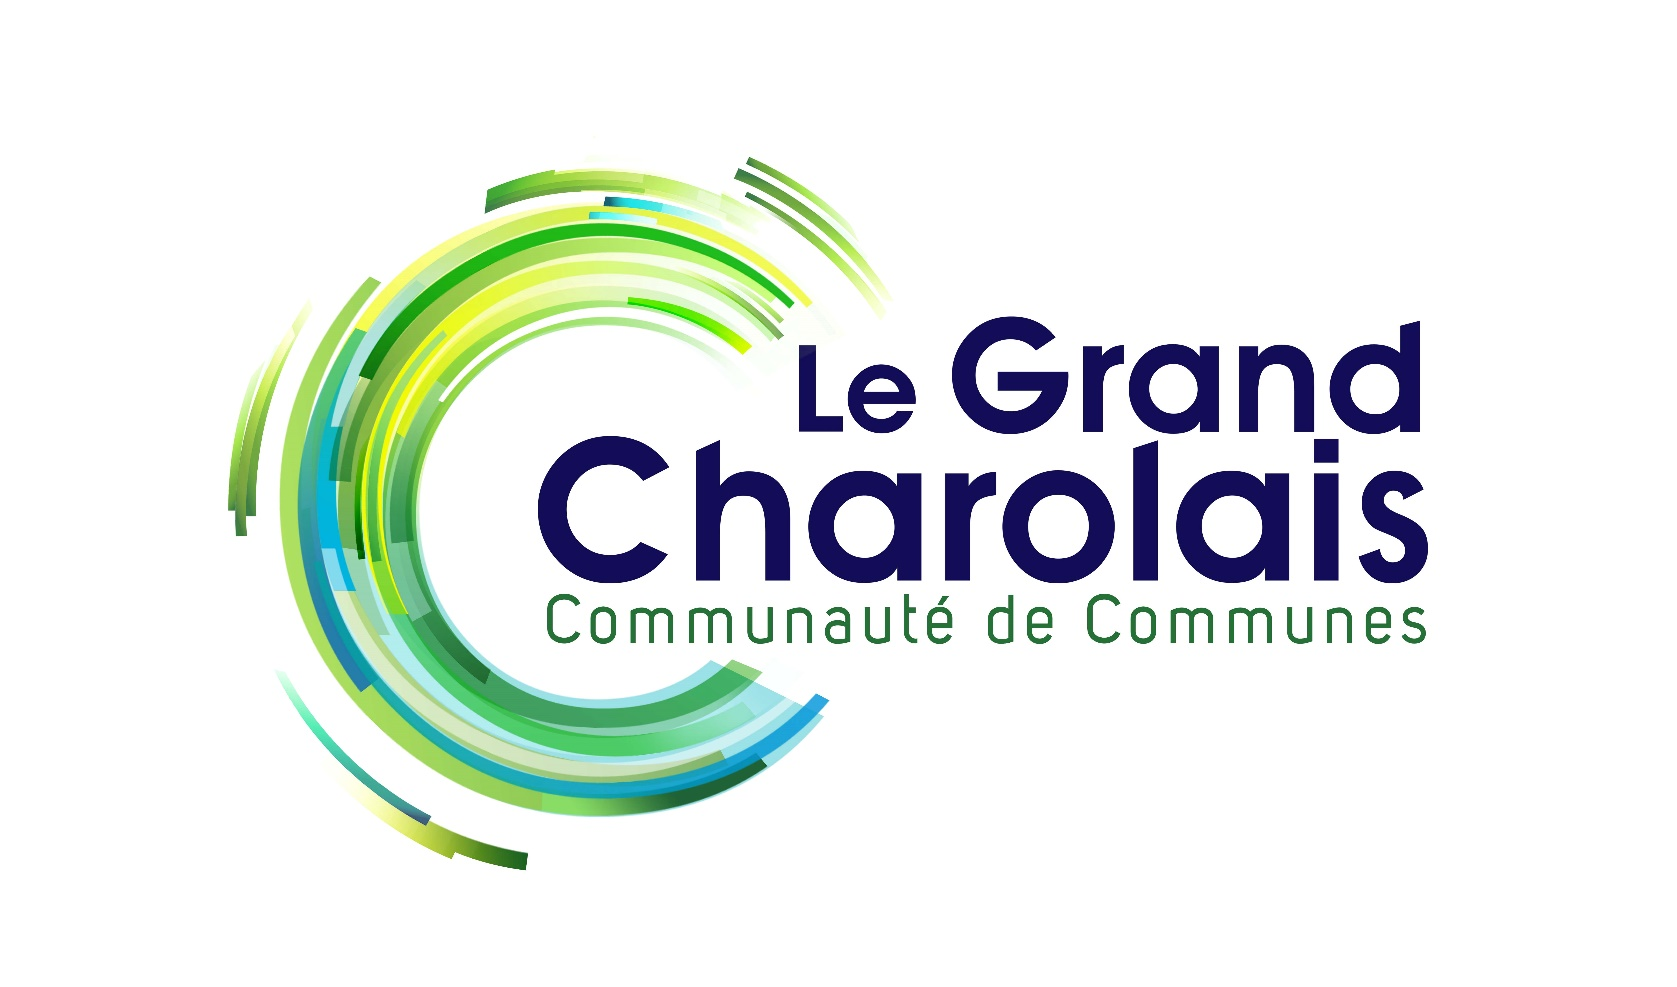 Le Grand
Charolais
Communauté de Communes